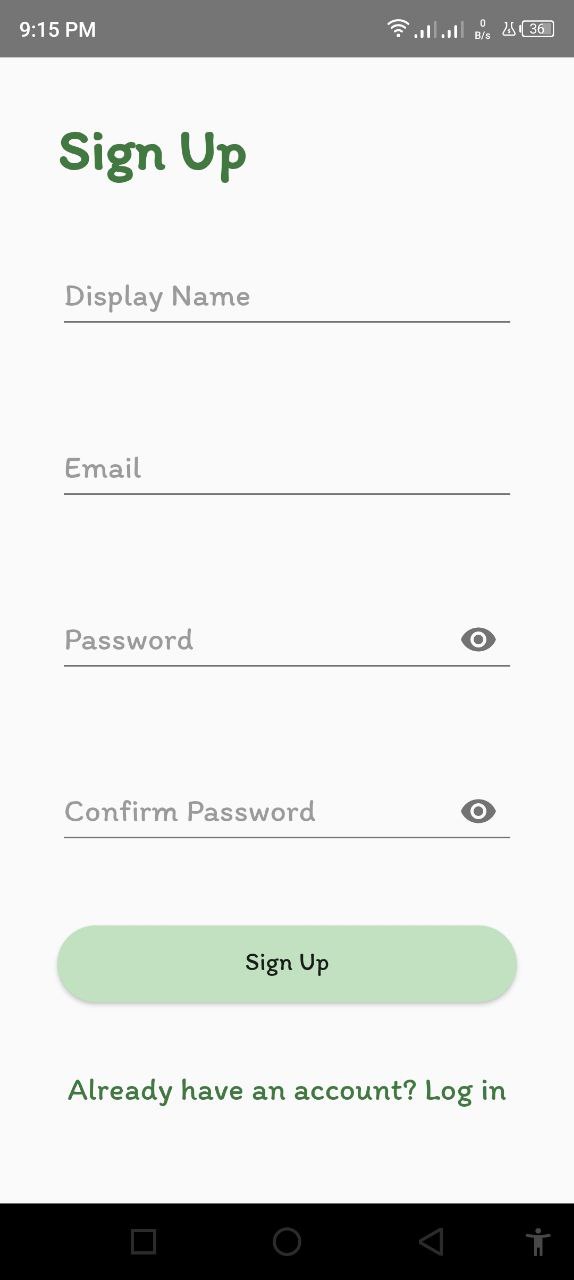 9:15 PM
0
B/s
36
Sign Up
Display Name
Email
Password
Confirm Password
Sign Up
Already have an account? Log in